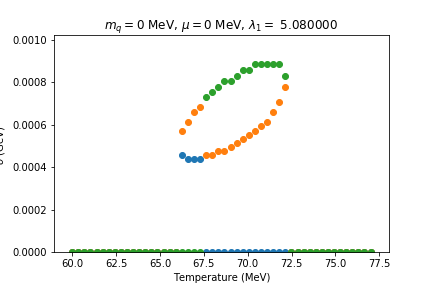 $m_q = 0$ MeV, $\mu = 0$ MeV, $\lambda_1 =$ 5.080000
0.0010
0.0008
0.0006
0.0004
0.0002
0.0000
60.0 62.5 65.0 67.5 70.0 72.5 75.0 77.5
Temperature (MeV)